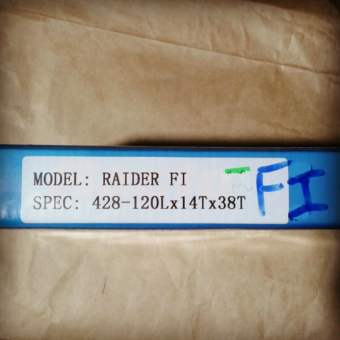 MODEL: RAIDER FI
SPEC: 428-120Lx14Tx38T
FI